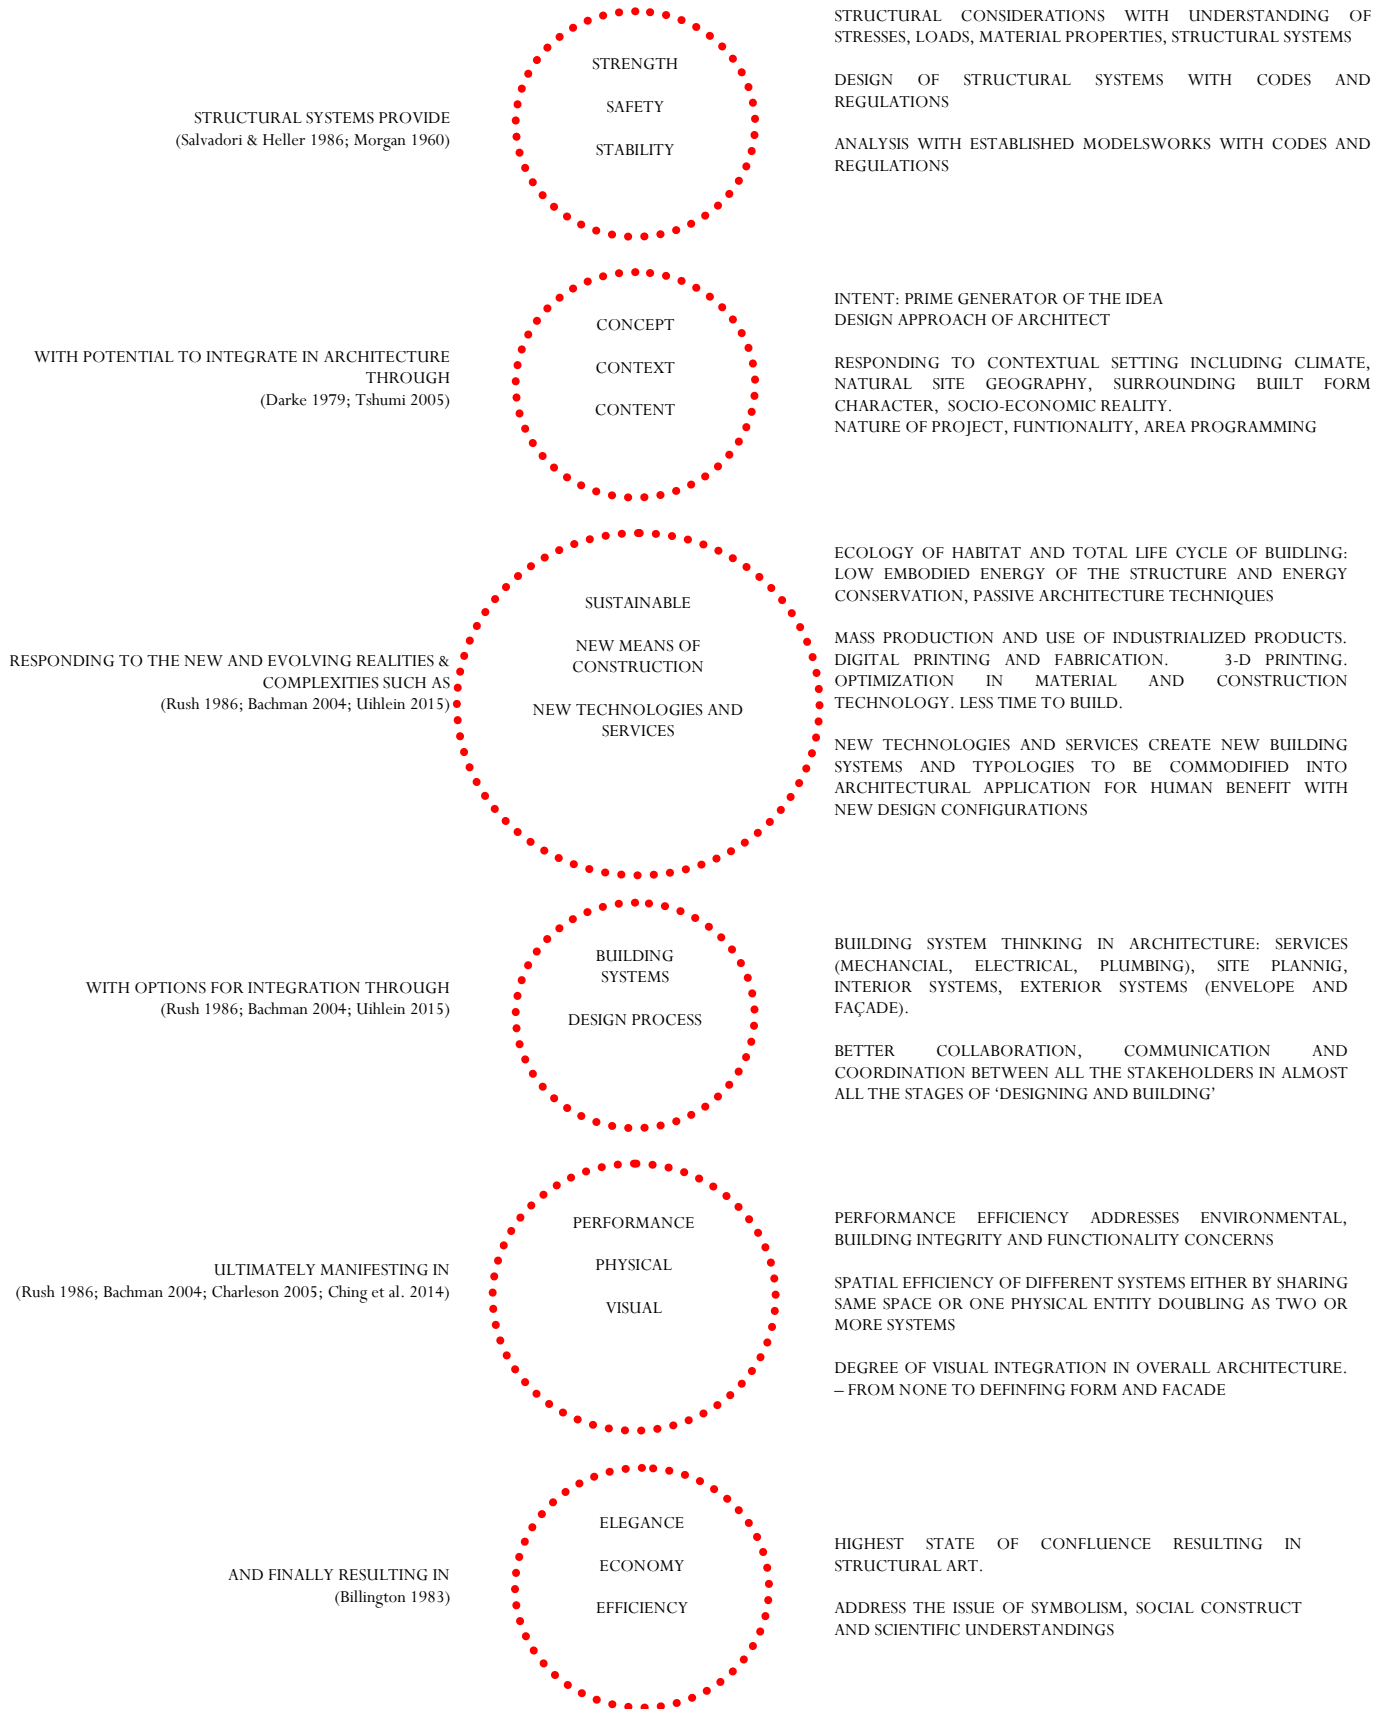 STRUCTURAL SYSTEMS PROVIDE
(Salvadori & Heller 1986; Morgan 1960)
STRENGTH
SAFETY
STABILITY
STRUCTURAL CONSIDERATIONS WITH UNDERSTANDING OF
STRESSES, LOADS, MATERIAL PROPERTIES, STRUCTURAL SYSTEMS
DESIGN OF STRUCTURAL SYSTEMS WITH CODES AND
REGULATIONS
ANALYSIS WITH ESTABLISHED MODELSWORKS WITH CODES AND
REGULATIONS
WITH POTENTIAL TO INTEGRATE IN ARCHITECTURE
THROUGH
(Darke 1979; Tshumi 2005)
CONCEPT
CONTEXT
CONTENT
INTENT: PRIME GENERATOR OF THE IDEA
DESIGN APPROACH OF ARCHITECT
RESPONDING TO CONTEXTUAL SETTING INCLUDING CLIMATE,
NATURAL SITE GEOGRAPHY, SURROUNDING BUILT FORM
CHARACTER, SOCIO-ECONOMIC REALITY.
NATURE OF PROJECT, FUNTIONALITY, AREA PROGRAMMING
RESPONDING TO THE NEW AND EVOLVING REALITIES &
COMPLEXITIES SUCH AS
(Rush 1986; Bachman 2004; Uihlein 2015)
SUSTAINABLE
NEW MEANS OF
CONSTRUCTION
NEW TECHNOLOGIES AND
SERVICES
ECOLOGY OF HABITAT AND TOTAL LIFE CYCLE OF BUIDLING:
LOW EMBODIED ENERGY OF THE STRUCTURE AND ENERGY
CONSERVATION, PASSIVE ARCHITECTURE TECHNIQUES
MASS PRODUCTION AND USE OF INDUSTRIALIZED PRODUCTS.
DIGITAL PRINTING AND FABRICATION. 3-D PRINTING.
OPTIMIZATION IN MATERIAL AND CONSTRUCTION
TECHNOLOGY. LESS TIME TO BUILD.
NEW TECHNOLOGIES AND SERVICES CREATE NEW BUILDING
SYSTEMS AND TYPOLOGIES TO BE COMMODIFIED INTO
ARCHITECTURAL APPLICATION FOR HUMAN BENEFIT WITH
NEW DESIGN CONFIGURATIONS
WITH OPTIONS FOR INTEGRATION THROUGH
(Rush 1986; Bachman 2004; Uihlein 2015)
BUILDING
SYSTEMS
DESIGN PROCESS
BUILDING SYSTEM THINKING IN ARCHITECTURE: SERVICES
(MECHANCIAL, ELECTRICAL, PLUMBING), SITE PLANNIG,
INTERIOR SYSTEMS, EXTERIOR SYSTEMS (ENVELOPE AND
FAÇADE).
BETTER COLLABORATION, COMMUNICATION AND
COORDINATION BETWEEN ALL THE STAKEHOLDERS IN ALMOST
ALL THE STAGES OF ‘DESIGNING AND BUILDING’
ULTIMATELY MANIFESTING IN
(Rush 1986; Bachman 2004; Charleson 2005; Ching et al. 2014)
PERFORMANCE
PHYSICAL
VISUAL
PERFORMANCE EFFICIENCY ADDRESSES ENVIRONMENTAL,
BUILDING INTEGRITY AND FUNCTIONALITY CONCERNS
SPATIAL EFFICIENCY OF DIFFERENT SYSTEMS EITHER BY SHARING
SAME SPACE OR ONE PHYSICAL ENTITY DOUBLING AS TWO OR
MORE SYSTEMS
DEGREE OF VISUAL INTEGRATION IN OVERALL ARCHITECTURE.
– FROM NONE TO DEFINFING FORM AND FACADE
AND FINALLY RESULTING IN
(Billington 1983)
ELEGANCE
ECONOMY
EFFICIENCY
HIGHEST STATE OF CONFLUENCE RESULTING IN
STRUCTURAL ART.
ADDRESS THE ISSUE OF SYMBOLISM, SOCIAL CONSTRUCT
AND SCIENTIFIC UNDERSTANDINGS